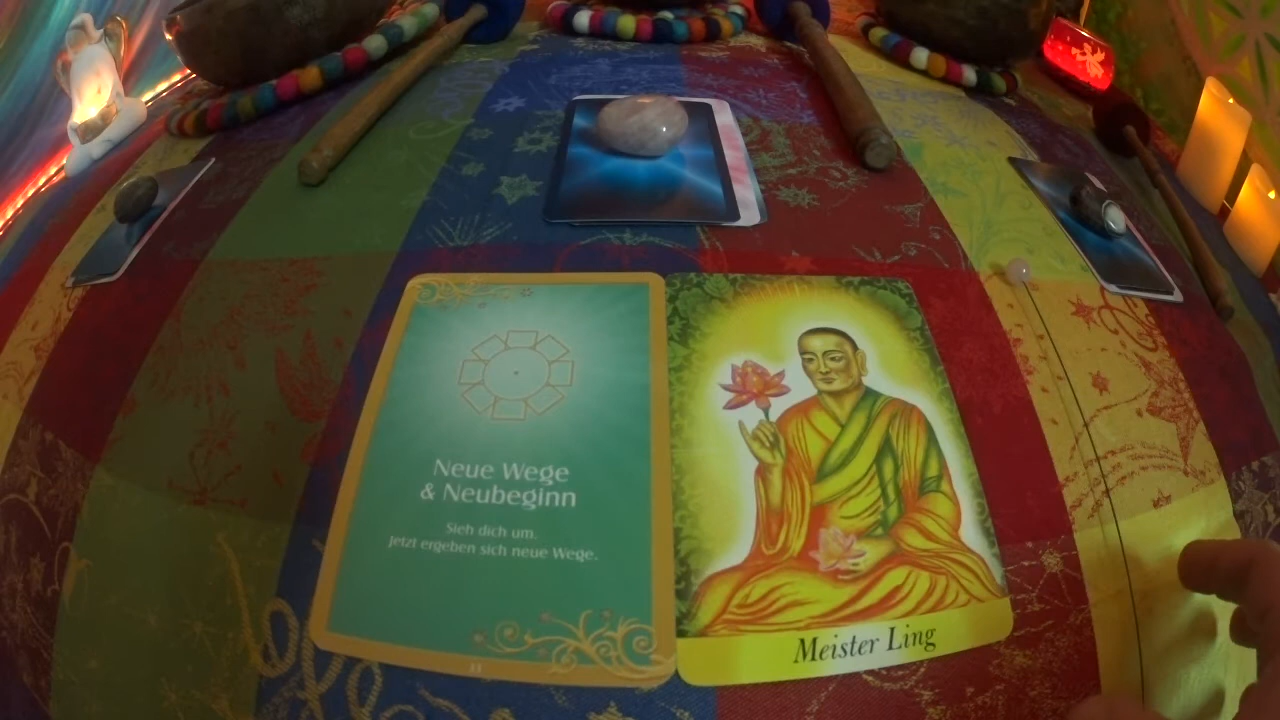 Neue Wege
& Neubeginn
Sieh dich um.
Jetzt ergeben sich neue Wege.
Meister Ling